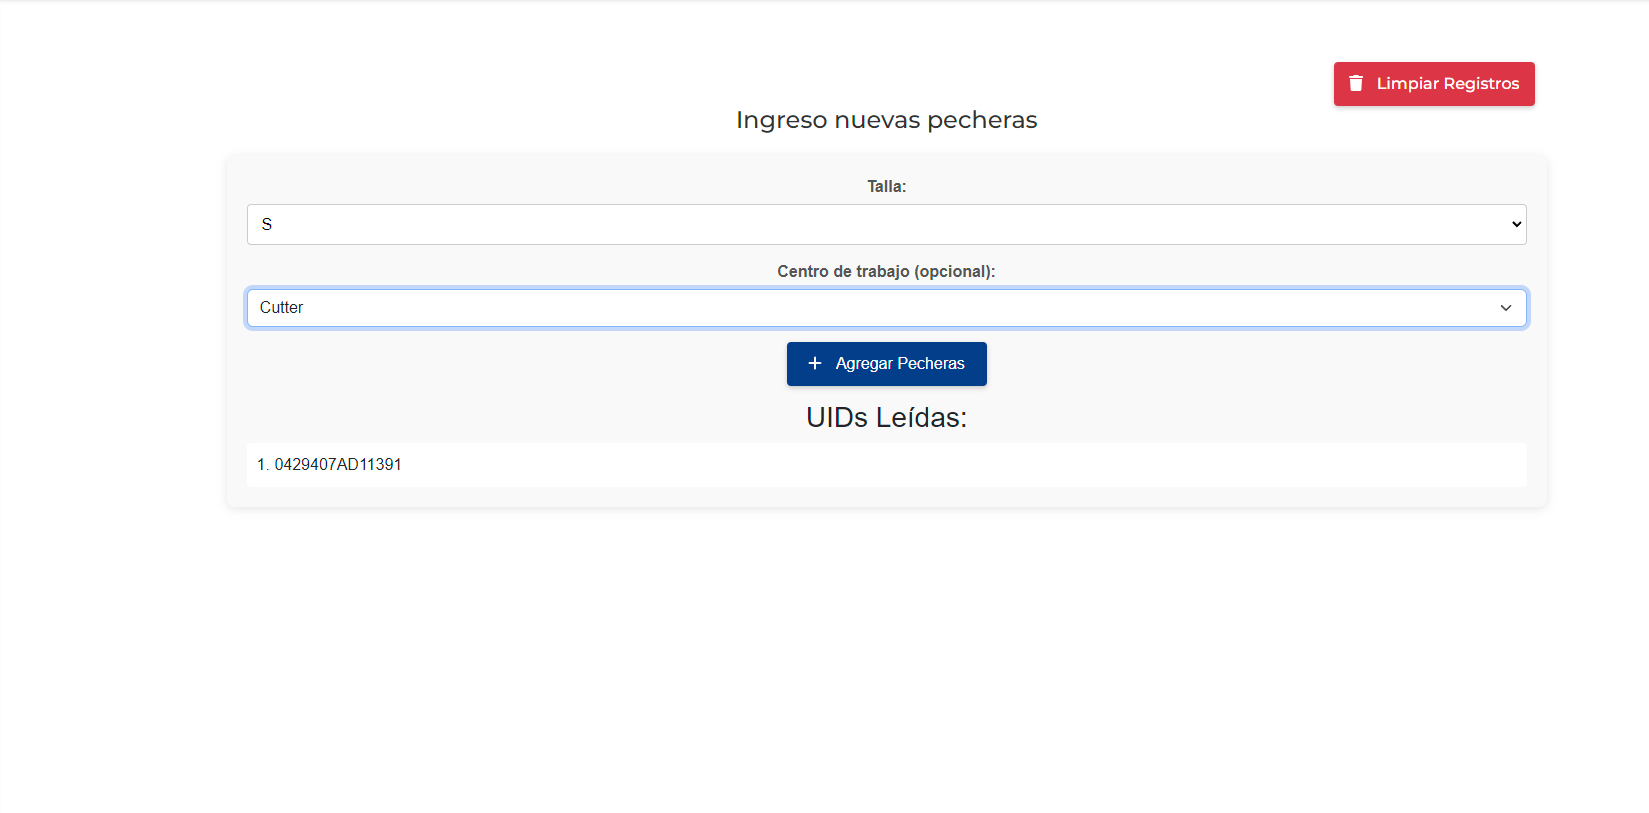 Limpiar Registros
Ingreso nuevas pecheras
Talla:
S
Centro de trabajo (opcional):
Cutter
Agregar Pecheras
UIDs Leídas:
1. 0429407AD11391